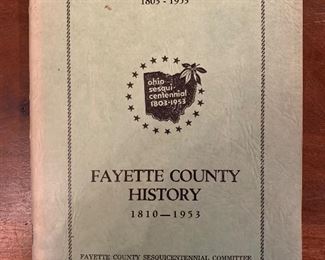 1803 - 1953
ohio
sesqui-
centennial
1803-1953
FAYETTE COUNTY
HISTORY
1810—1953
FAYETTE COUNTY SESQUICENTENNIAL COMMITTEE